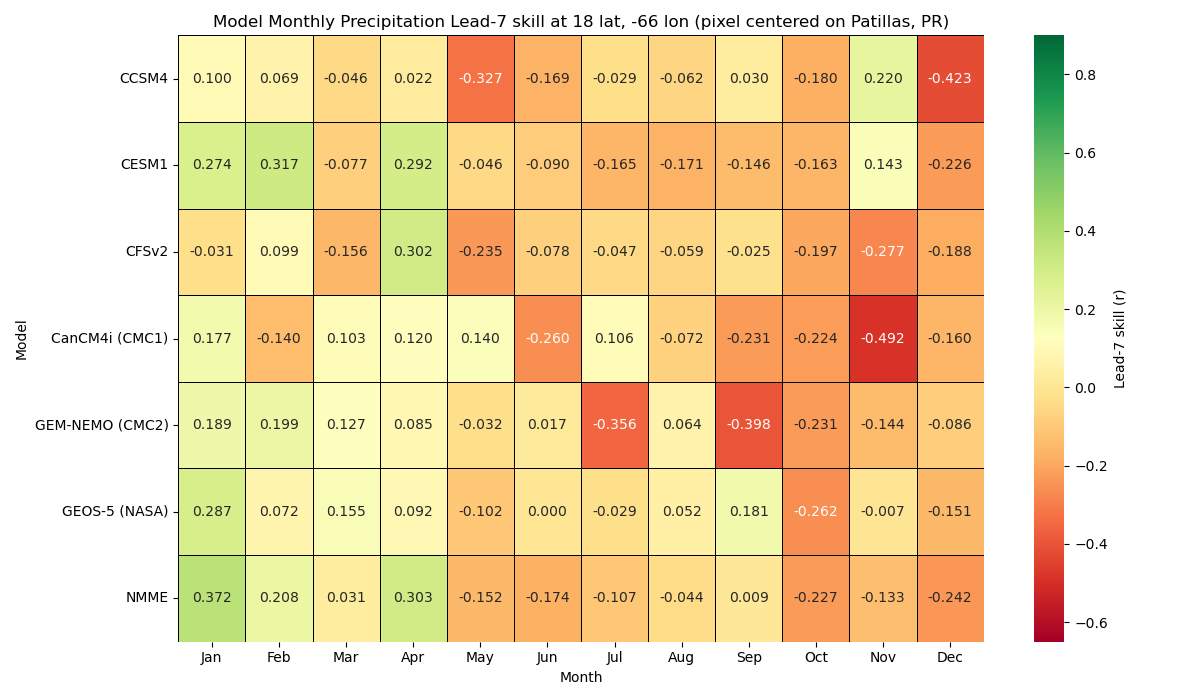 Model Monthly Precipitation Lead-7 skill at 18 lat, -66 lon (pixel centered on Patillas, PR)
Model
CCSM4 0.100 0.069 -0.046 0.022 -0.327 -0.169 -0.029 -0.062 0.030 -0.180 0.220 -0.423
CESM1 0.274 0.317 -0.077 0.292 -0.046 -0.090 -0.165 -0.171 -0.146 -0.163 0.143 -0.226
CFSv2 -0.031 0.099 -0.156 0.302 -0.235 -0.078 -0.047 -0.059 -0.025 -0.197 -0.277 -0.188
CanCM4i (CMC1) 0.177 -0.140 0.103 0.120 0.140 -0.260 0.106 -0.072 -0.231 -0.224 -0.492 -0.160
GEM-NEMO (CMC2) 0.189 0.199 0.127 0.085 -0.032 0.017 -0.356 0.064 -0.398 -0.231 -0.144 -0.086
GEOS-5 (NASA) 0.287 0.072 0.155 0.092 -0.102 0.000 -0.029 0.052 0.181 -0.262 -0.007 -0.151
NMME 0.372 0.208 0.031 0.303 -0.152 -0.174 -0.107 -0.044 0.009 -0.227 -0.133 -0.242
Jan Feb Mar Apr May Jun Jul Aug Sep Oct Nov Dec
Month
0.8
0.6
0.4
0.2
0.0
−0.2
−0.4
−0.6
Lead-7 skill (r)